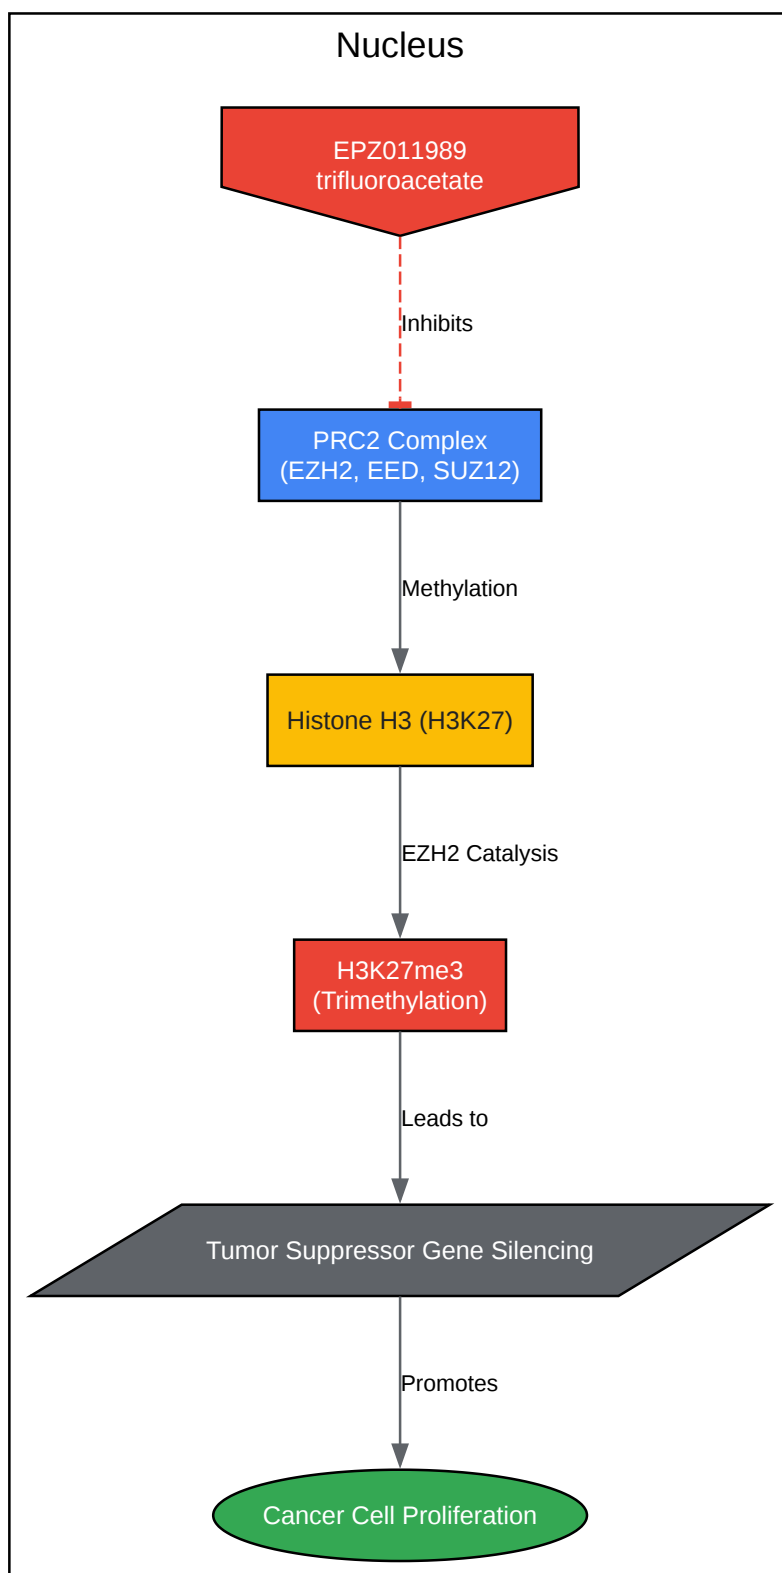 Nucleus
EPZ011989
trifluoroacetate
Inhibits
PRC2 Complex
(EZH2, EED, SUZ12)
Methylation
Histone H3 (H3K27)
EZH2 Catalysis
H3K27me3
(Trimethylation)
Leads to
Tumor Suppressor Gene Silencing
Promotes
Cancer Cell Proliferation